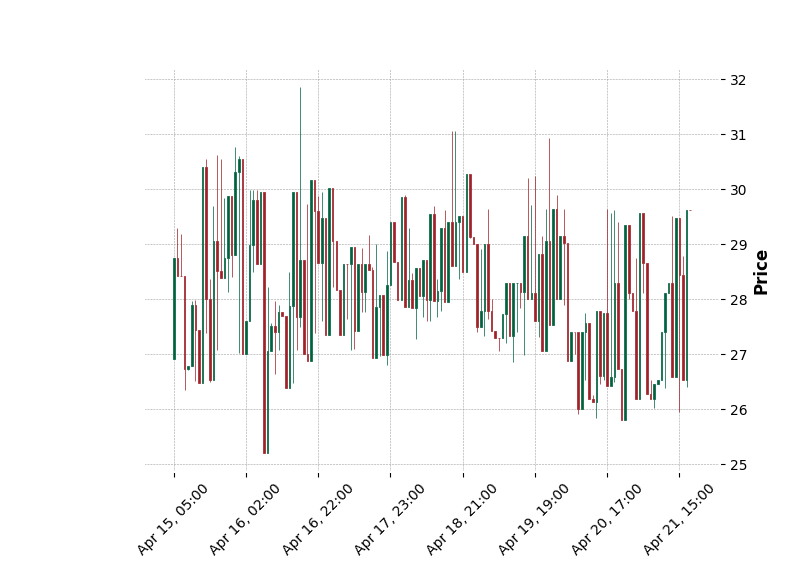 32
31
30
29
28
27
26
25
Price
Apr 15, 05:00
Apr 16, 02:00
Apr 16, 22:00
Apr 17, 23:00
Apr 18, 21:00
Apr 19, 19:00
Apr 20, 17:00
Apr 21, 15:00